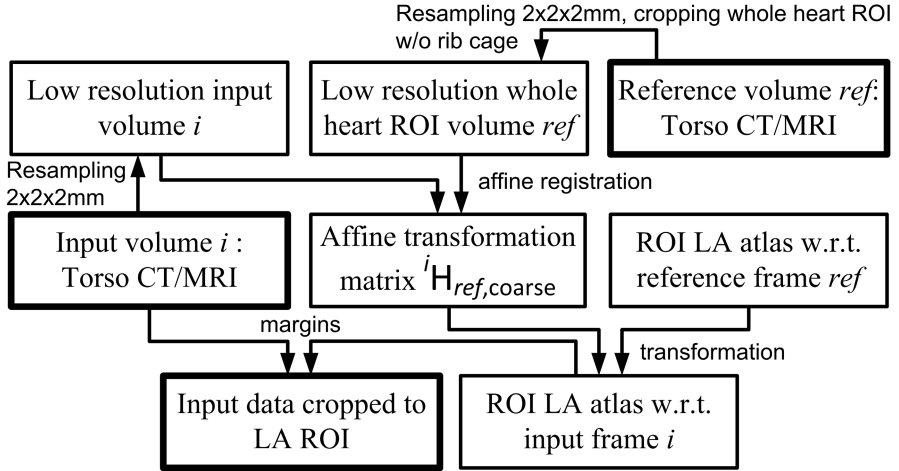 Resampling 2x2x2mm, cropping whole heart ROI
w/o rib cage
Low resolution input
volume i
Low resolution whole
heart ROI volume ref
Reference volume ref:
Torso CT/MRI
Resampling
2x2x2mm
affine registration
Input volume i :
Torso CT/MRI
Affine transformation
matrix ⁱH_ref,coarse
ROI LA atlas w.r.t.
reference frame ref
margins
transformation
Input data cropped to
LA ROI
ROI LA atlas w.r.t.
input frame i